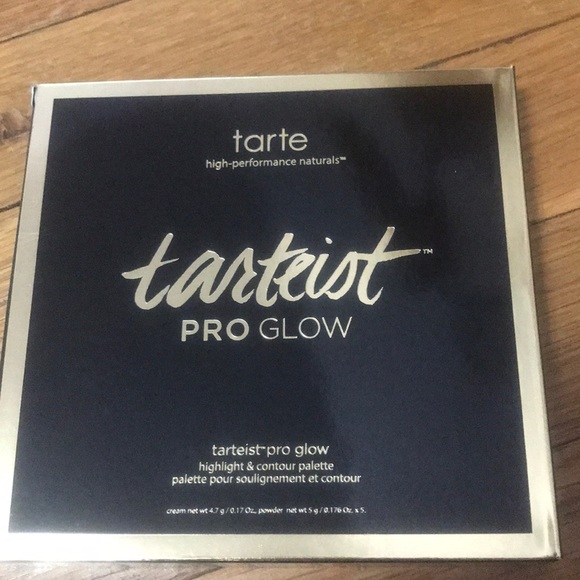 tarte
high-performance naturals™
tarteist™
PRO GLOW
tarteist™ pro glow
highlight & contour palette
palette pour soulignement et contour
cream net wt 4.7 g / 0.17 Oz., powder net wt 5 g / 0.176 Oz. x 5.